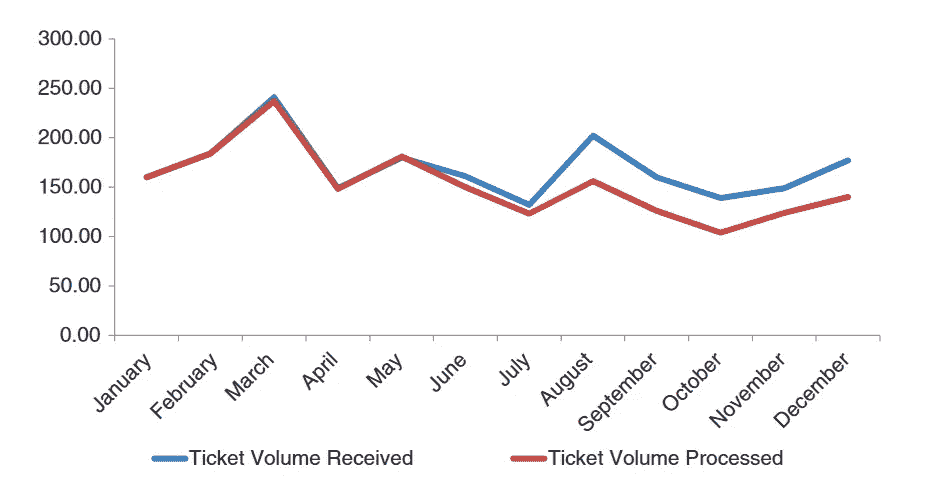 300.00
250.00
200.00
150.00
100.00
50.00
0.00
January
February
March
April
May
June
July
August
September
October
November
December
Ticket Volume Received
Ticket Volume Processed